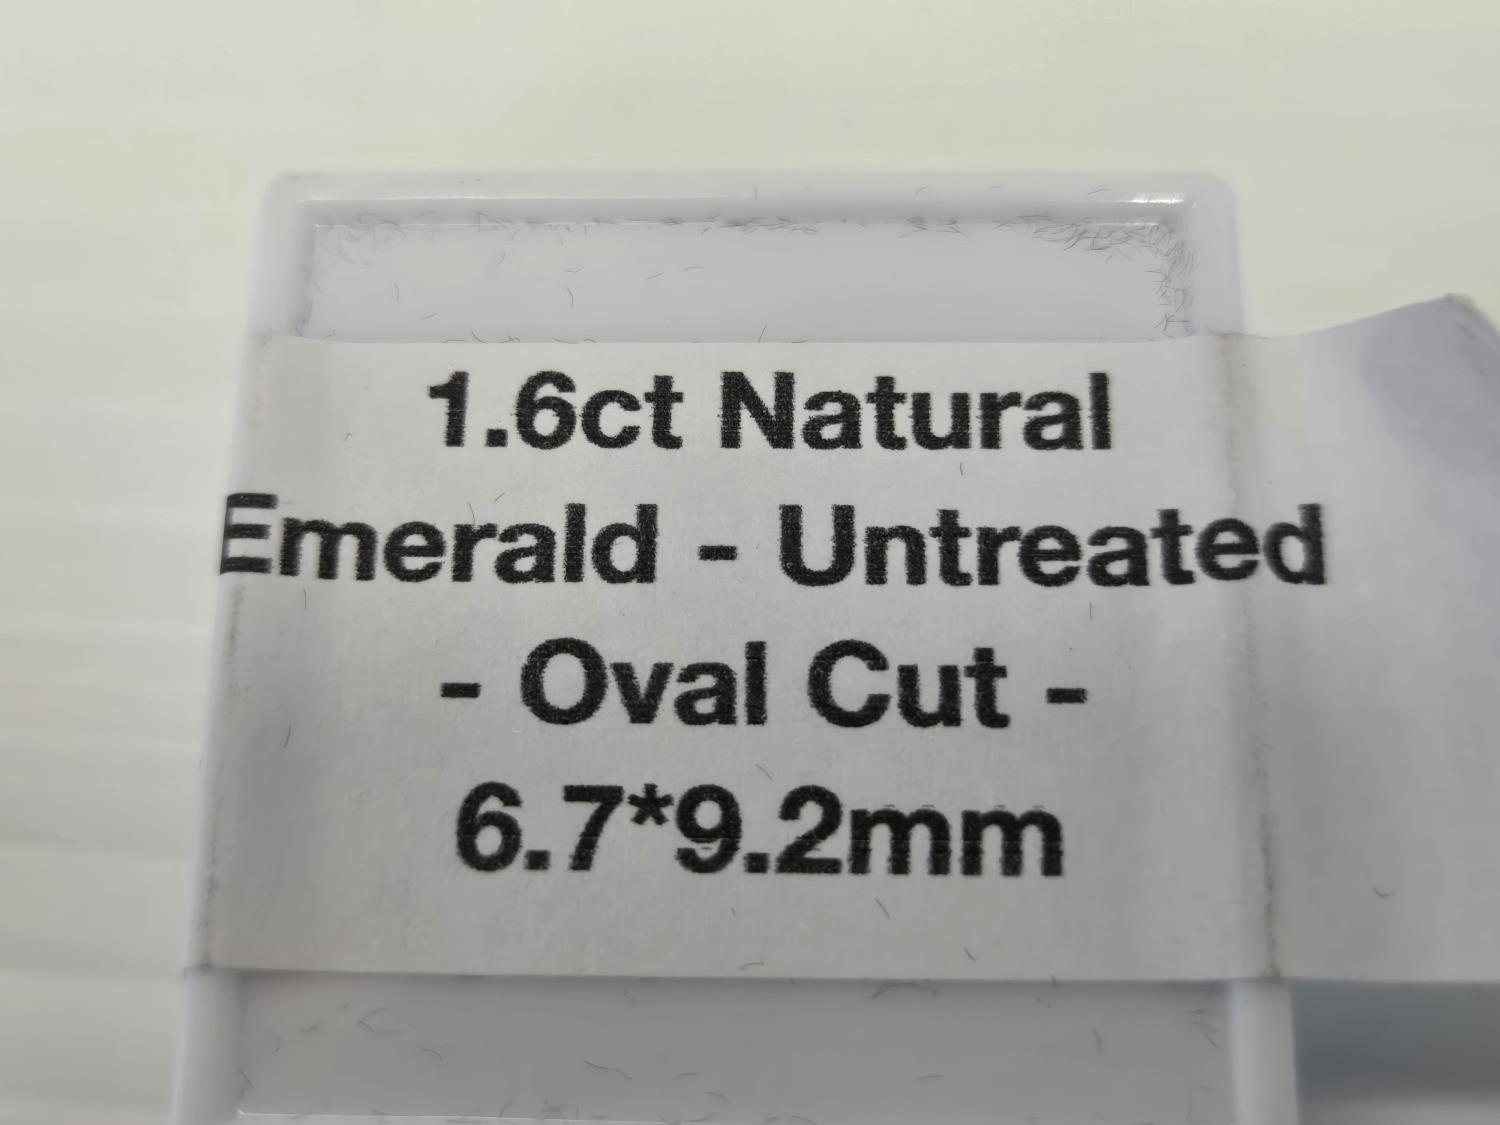 1.6ct Natural
Emerald - Untreated
- Oval Cut -
6.7*9.2mm